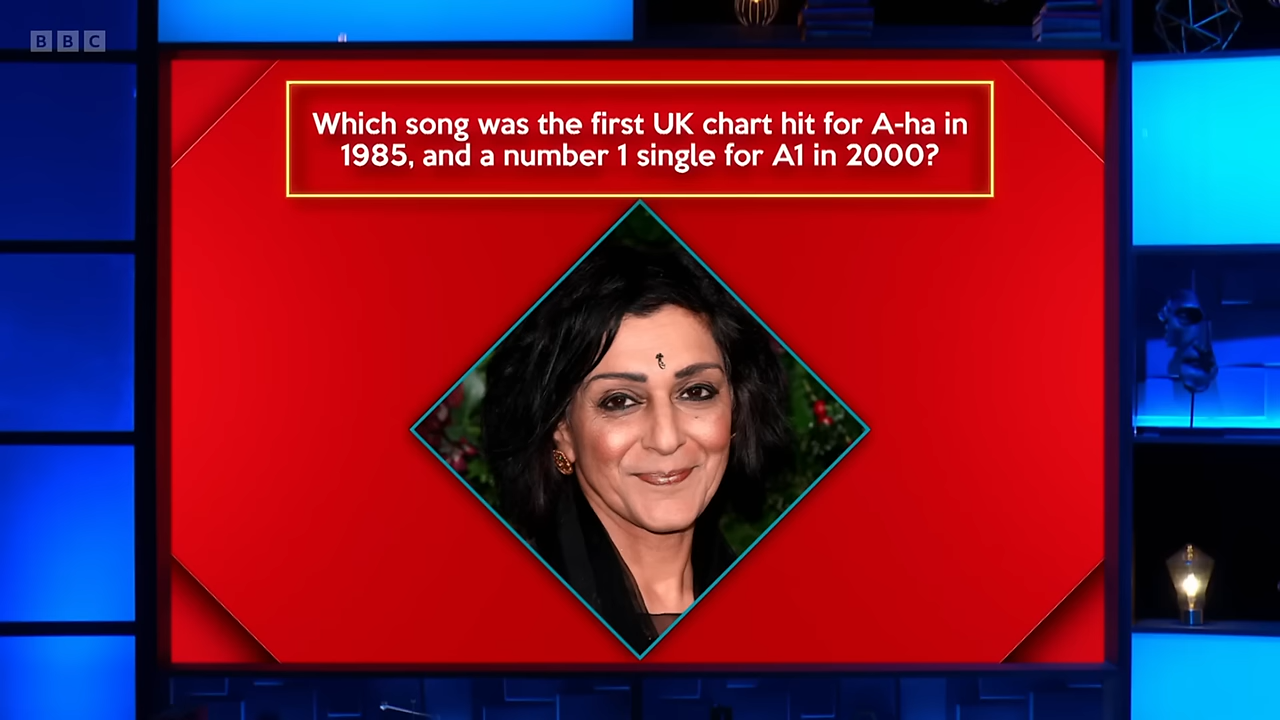 BBC
Which song was the first UK chart hit for A-ha in
1985, and a number 1 single for A1 in 2000?